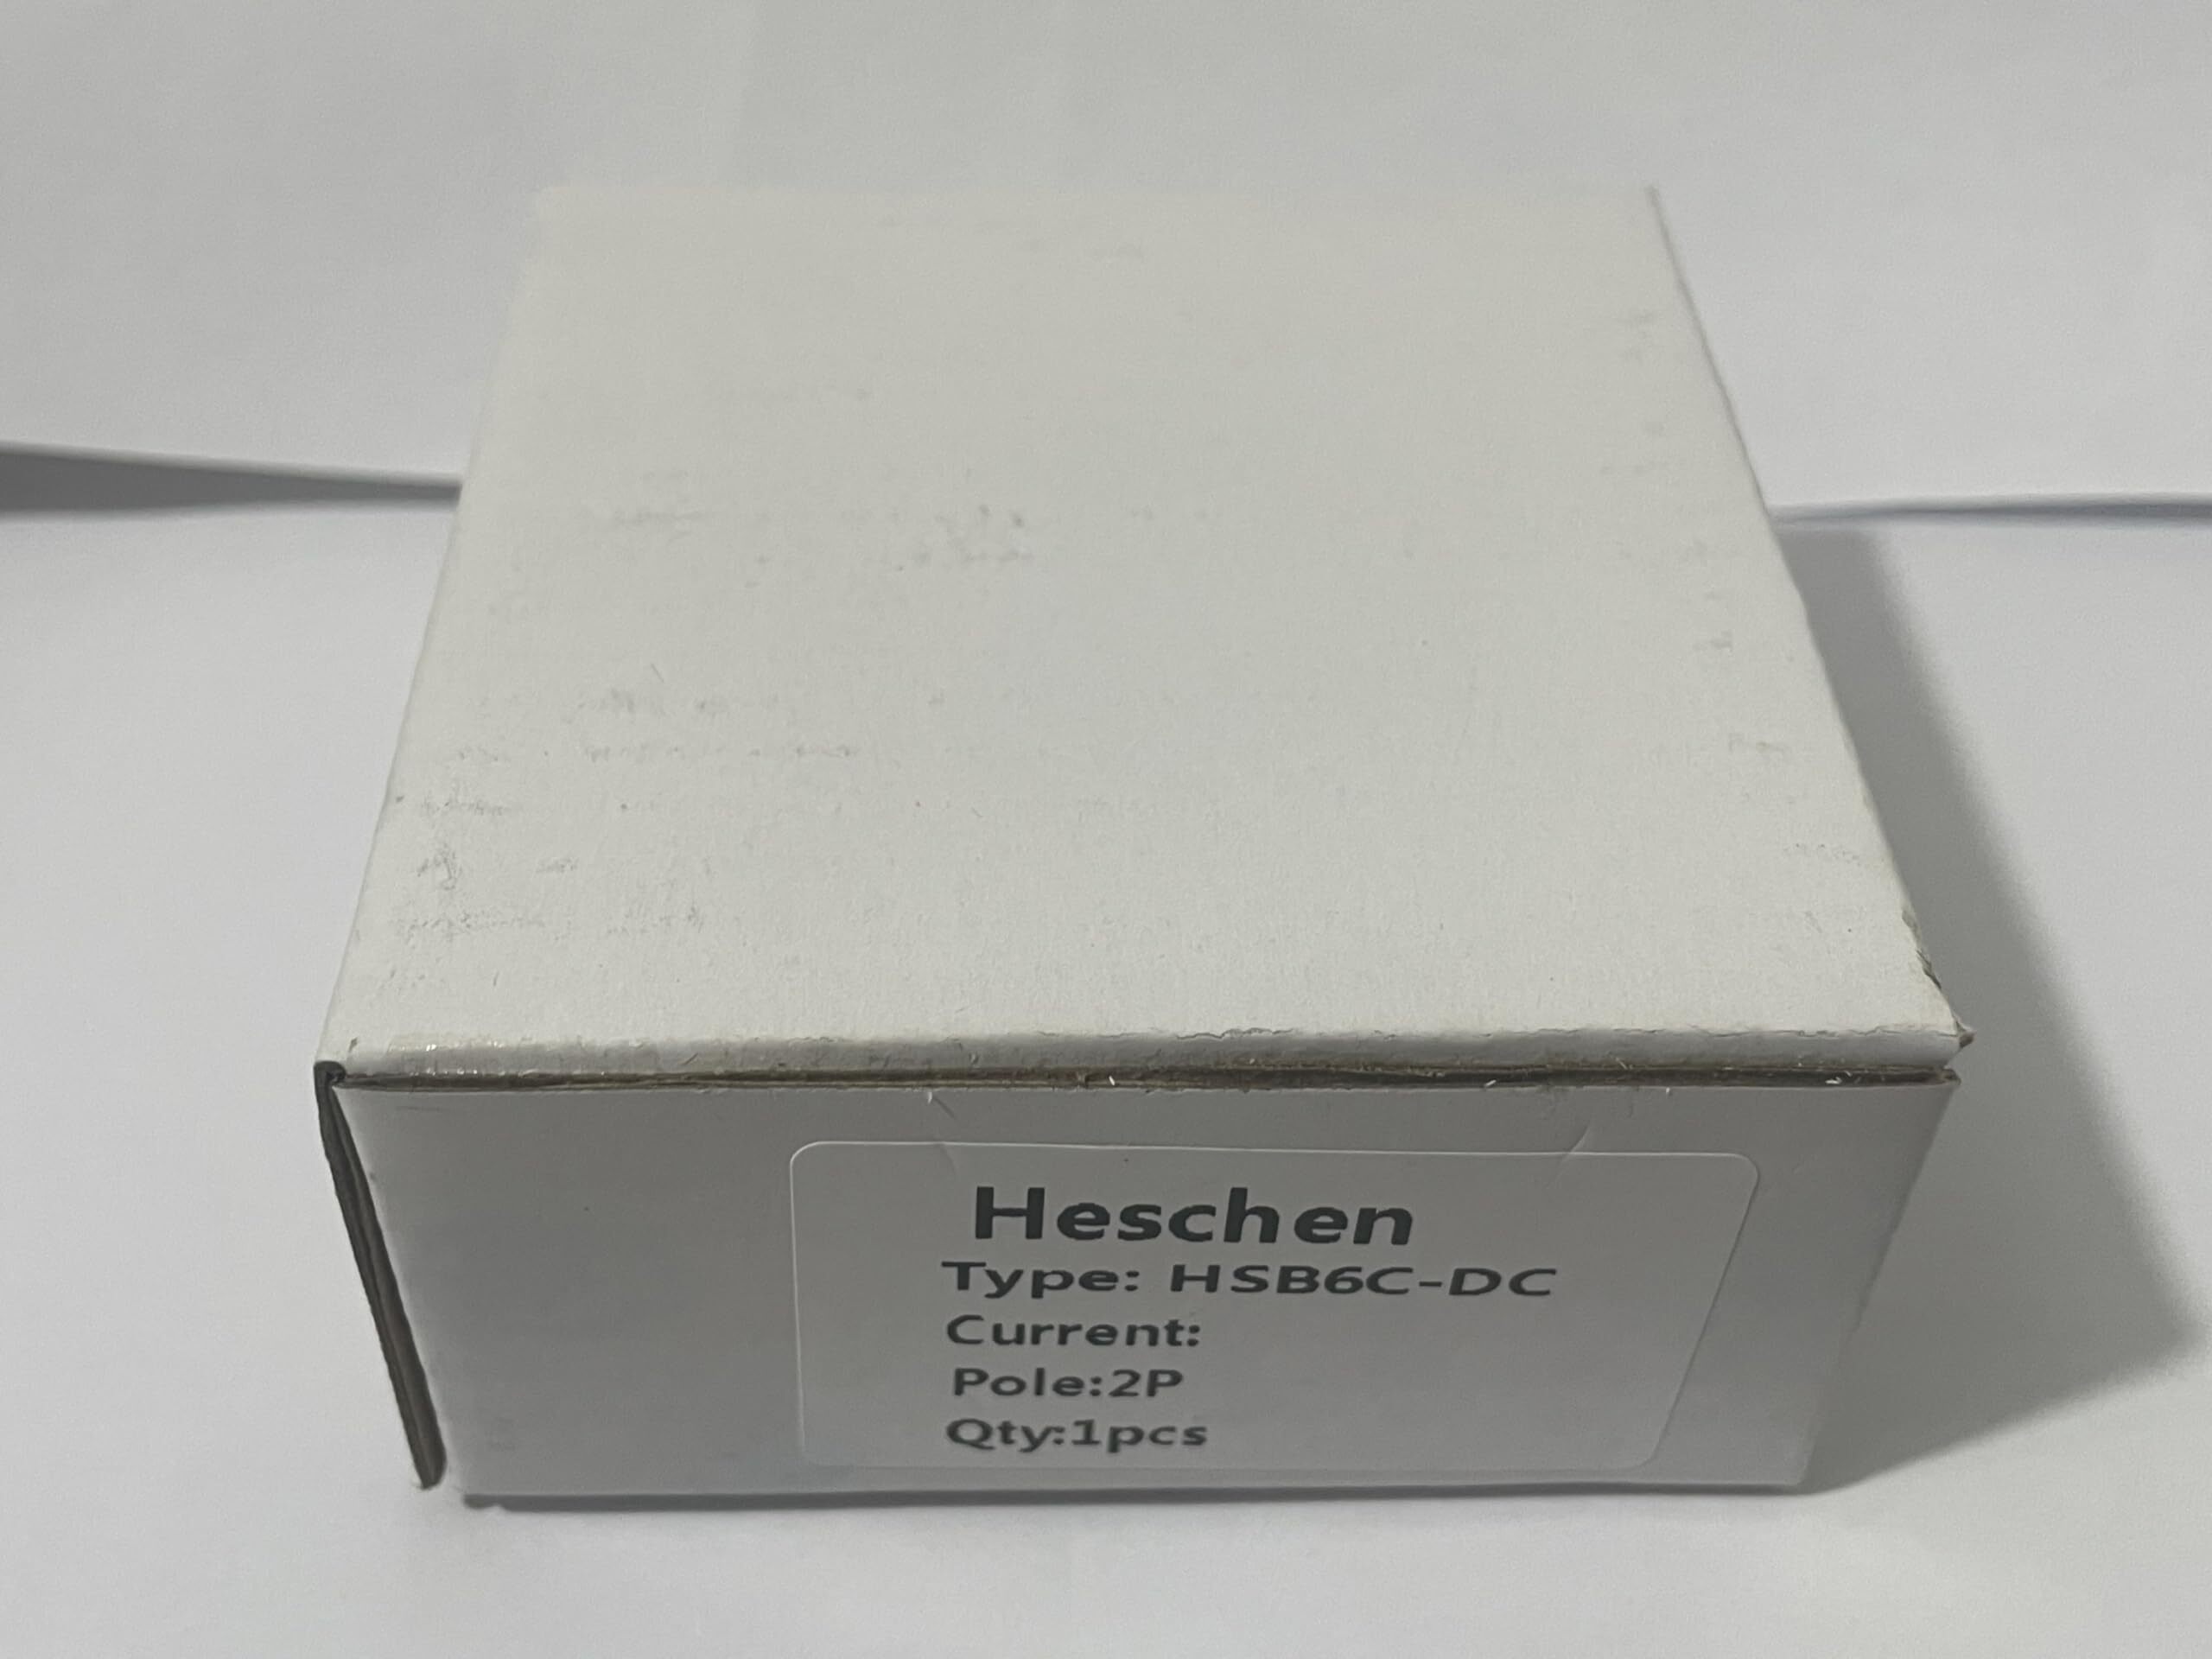 Heschen
Type: HSB6C-DC
Current:
Pole:2P
Qty:1pcs